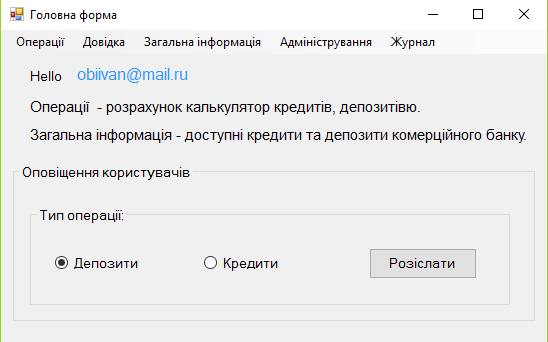 Головна форма
Операції Довідка Загальна інформація Адміністрування Журнал
Hello obiivan@mail.ru
Операції - розрахунок калькулятор кредитів, депозитівю.
Загальна інформація - доступні кредити та депозити комерційного банку.
Оповіщення користувачів
Тип операції:
Депозити Кредити Розіслати